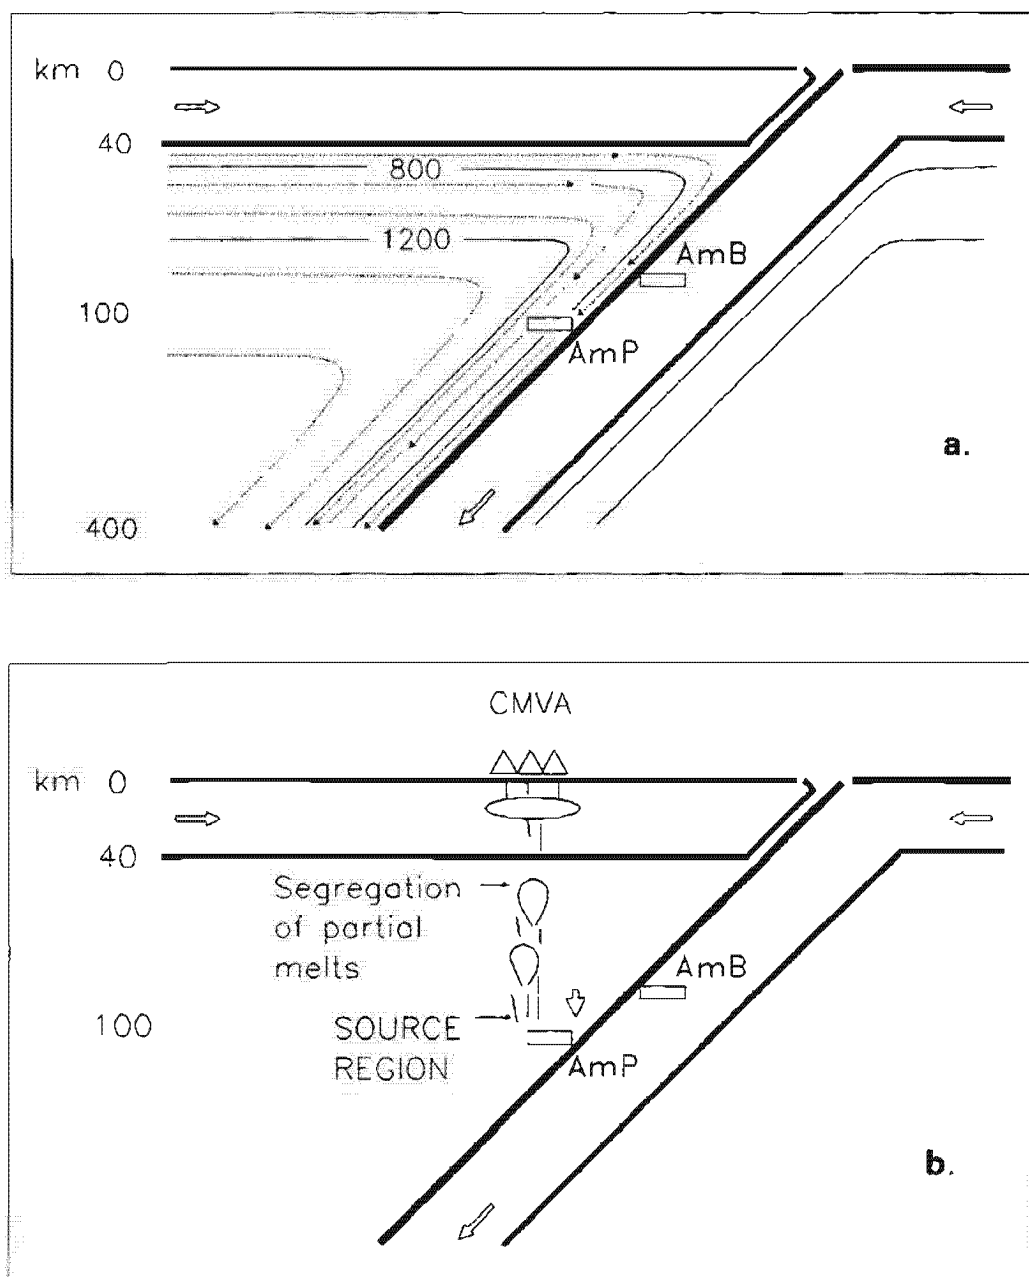 km 0
40
800
1200
AmB
100
AmP
a.
400
CMVA
km 0
40
Segregation
of partial
melts
AmB
100
SOURCE
REGION
AmP
b.